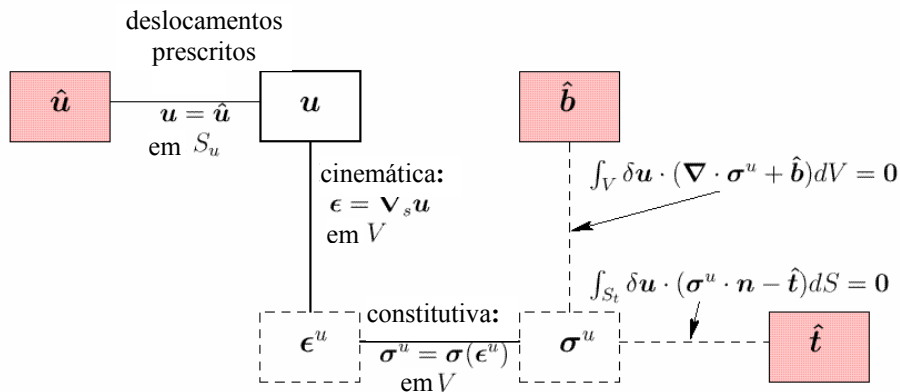 deslocamentos
prescritos
û
u
b̂
u = û
em S_u
∫_V δu · (∇ · σ^u + b̂)dV = 0
cinemática:
ϵ = ∇_s u
em V
∫_{S_t} δu · (σ^u · n − t̂)dS = 0
constitutiva:
ϵ^u
σ^u
t̂
σ^u = σ(ϵ^u)
em V